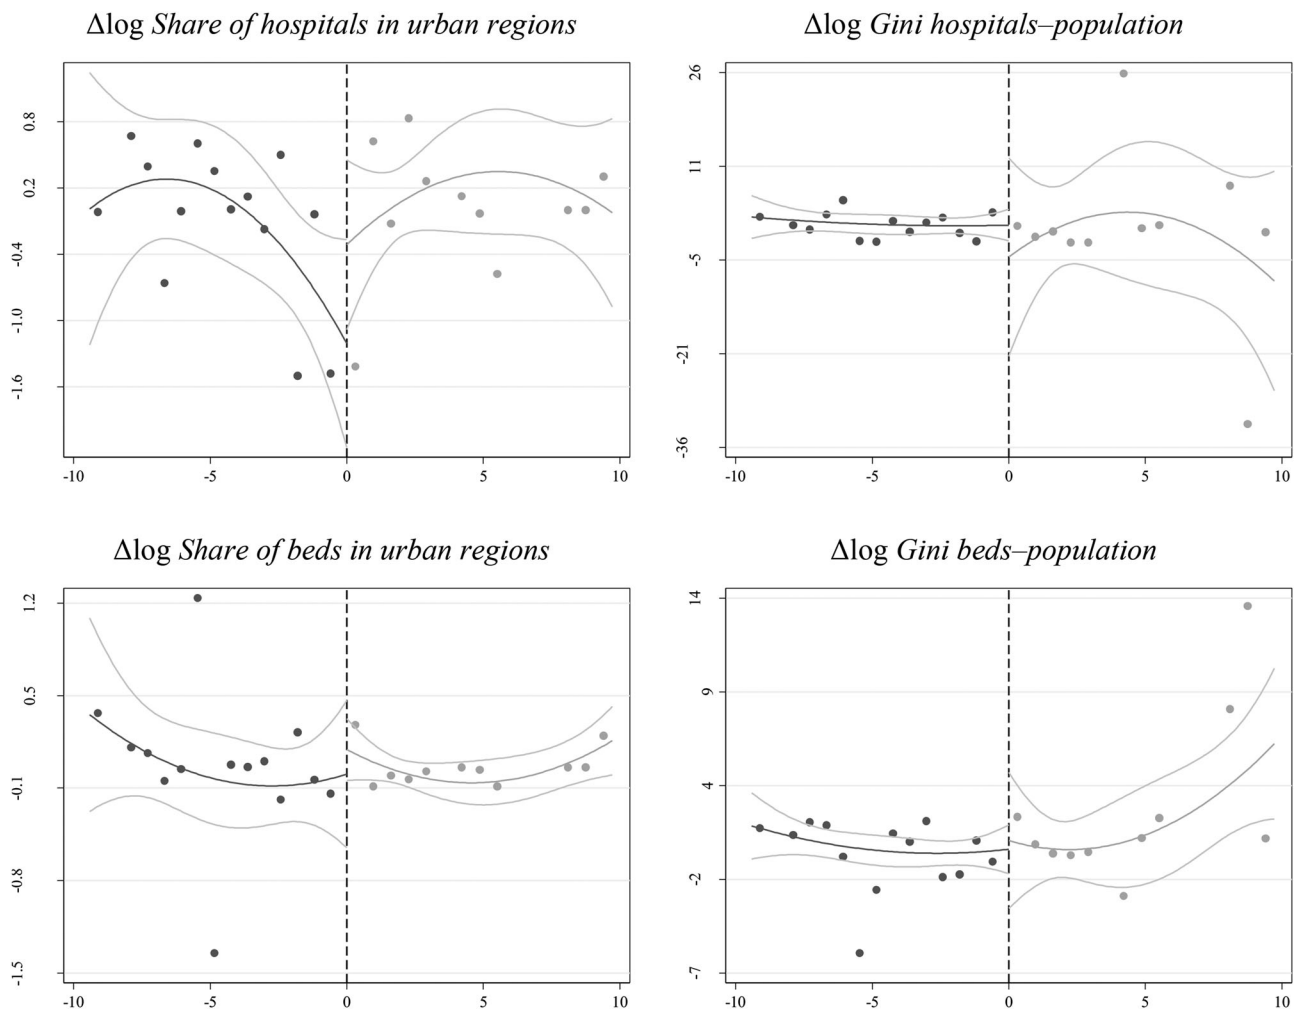 Δlog Share of hospitals in urban regions
0.8
0.2
-0.4
-1.0
-1.6
-10 -5 0 5 10
Δlog Gini hospitals–population
26
11
-5
-21
-36
-10 -5 0 5 10
Δlog Share of beds in urban regions
1.2
0.5
-0.1
-0.8
-1.5
-10 -5 0 5 10
Δlog Gini beds–population
14
9
4
-2
-7
-10 -5 0 5 10